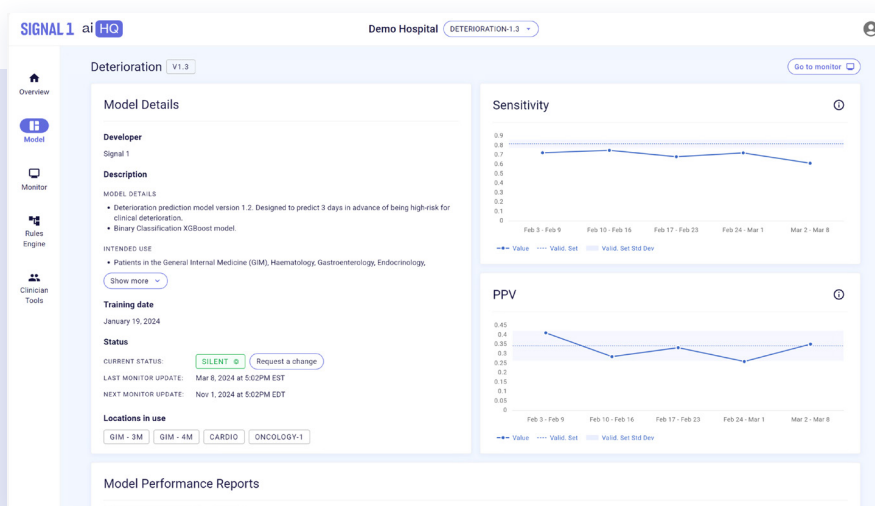 SIGNAL 1 ai HQ
Demo Hospital DETERIORATION-1.3
Overview
Model
Monitor
Rules
Engine
Clinician
Tools
Deterioration V1.3
Go to monitor
Model Details
Developer
Signal 1
Description
MODEL DETAILS
• Deterioration prediction model version 1.2. Designed to predict 3 days in advance of being high-risk for
clinical deterioration.
• Binary Classification XGBoost model.
INTENDED USE
• Patients in the General Internal Medicine (GIM), Haematology, Gastroenterology, Endocrinology,
Show more
Training date
January 19, 2024
Status
CURRENT STATUS: SILENT Request a change
LAST MONITOR UPDATE: Mar 8, 2024 at 5:02PM EST
NEXT MONITOR UPDATE: Nov 1, 2024 at 5:02PM EDT
Locations in use
GIM - 3M GIM - 4M CARDIO ONCOLOGY-1
Sensitivity
0.9
0.8
0.7
0.6
0.5
0.4
0.3
0.2
0.1
0
Feb 3 - Feb 9 Feb 10 - Feb 16 Feb 17 - Feb 23 Feb 24 - Mar 1 Mar 2 - Mar 8
Value Valid. Set Valid. Set Std Dev
PPV
0.45
0.4
0.35
0.3
0.25
0.2
0.15
0.1
0.05
0
Feb 3 - Feb 9 Feb 10 - Feb 16 Feb 17 - Feb 23 Feb 24 - Mar 1 Mar 2 - Mar 8
Value Valid. Set Valid. Set Std Dev
Model Performance Reports